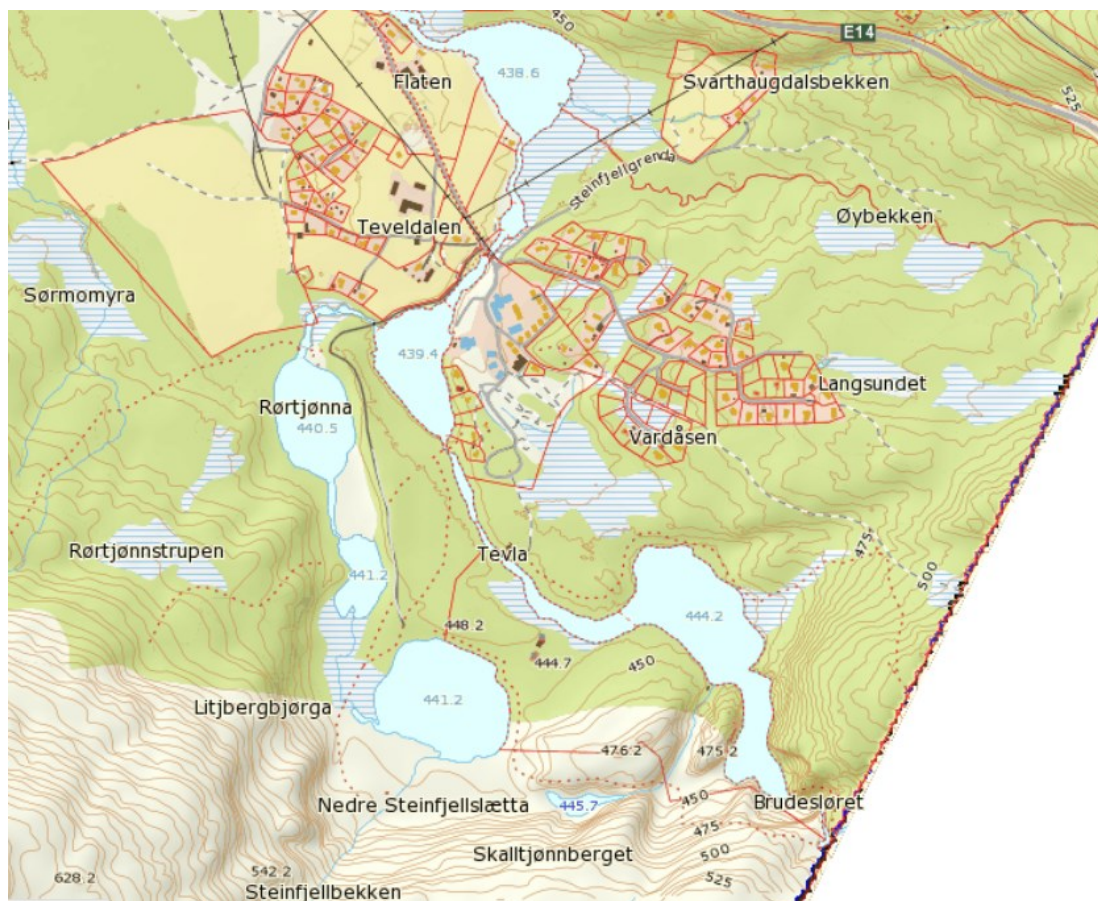 450
E14
438.6
Flaten
Svarthaugdalsbekken
525
Steinfjellgrenda
Øybekken
Teveldalen
Sørmomyra
439.4
Langsundet
Rørtjønna
440.5
Vardåsen
Rørtjønnstrupen
Tevla
475
500
441.2
444.2
448.2
444.7
450
Litjbergbjørga
441.2
476.2
475.2
Nedre Steinfjellslætta
445.7
450
Brudesløret
475
Skalltjønnberget
500
628.2
542.2
525
Steinfjellbekken